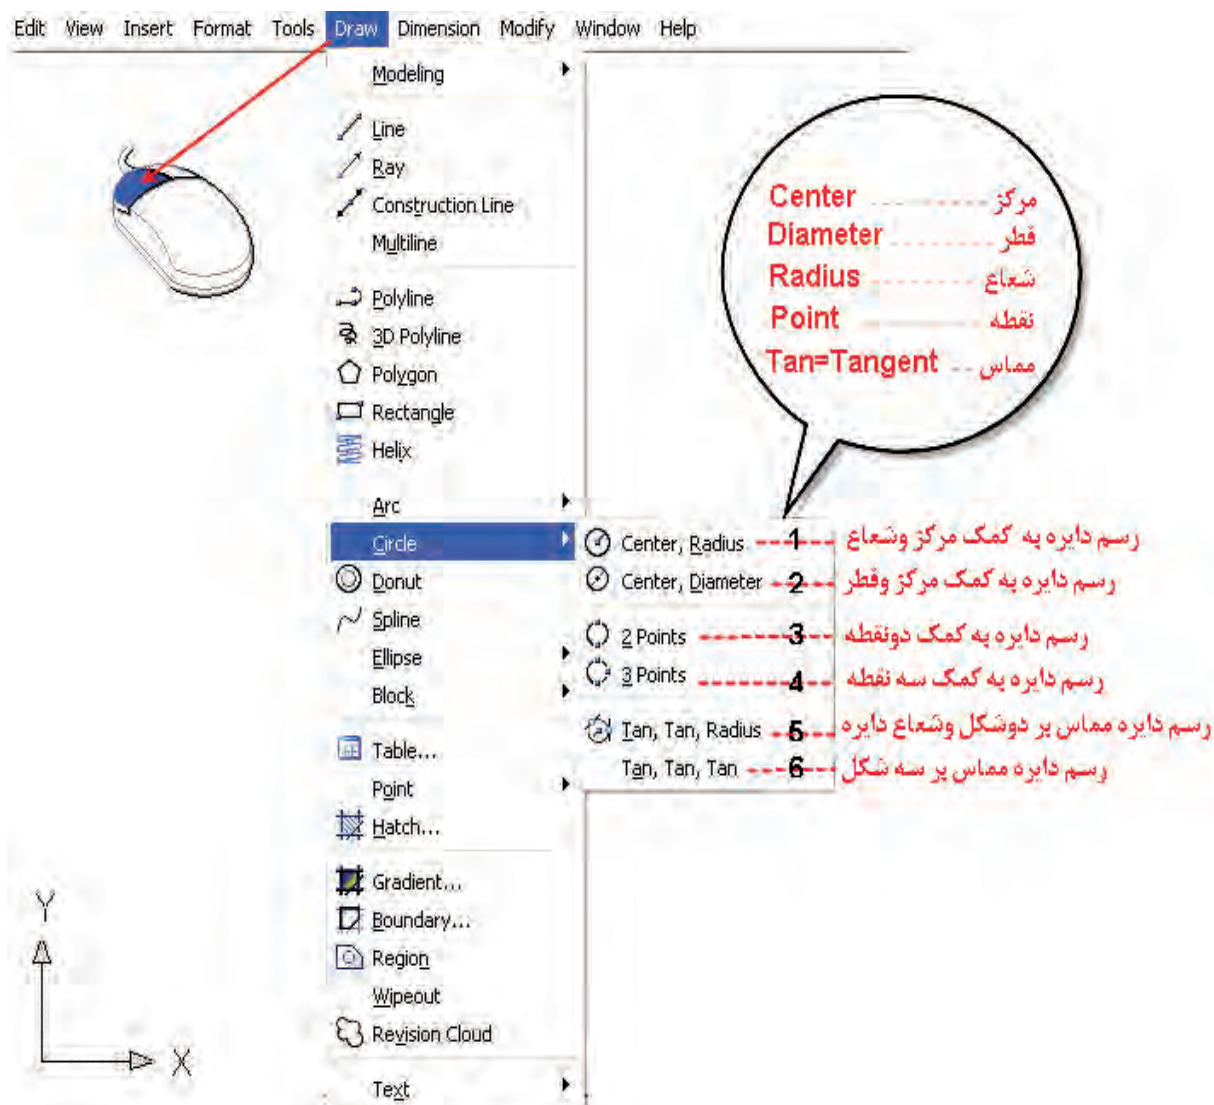 Edit View Insert Format Tools Draw Dimension Modify Window Help
Modeling
Line
Ray
Construction Line
Multiline
Polyline
3D Polyline
Polygon
Rectangle
Helix
Arc
Circle
Donut
Spline
Ellipse
Block
Table...
Point
Hatch...
Gradient...
Boundary...
Region
Wipeout
Revision Cloud
Text
Center مرکز
Diameter قطر
Radius شعاع
Point نقطه
Tan=Tangent مماس
Center, Radius 1 رسم دایره به کمک مرکز وشعاع
Center, Diameter 2 رسم دایره به کمک مرکز وقطر
2 Points 3 رسم دایره به کمک دونقطه
3 Points 4 رسم دایره به کمک سه نقطه
Tan, Tan, Radius 5 رسم دایره مماس بر دوشکل وشعاع دایره
Tan, Tan, Tan 6 رسم دایره مماس بر سه شکل
Y
X